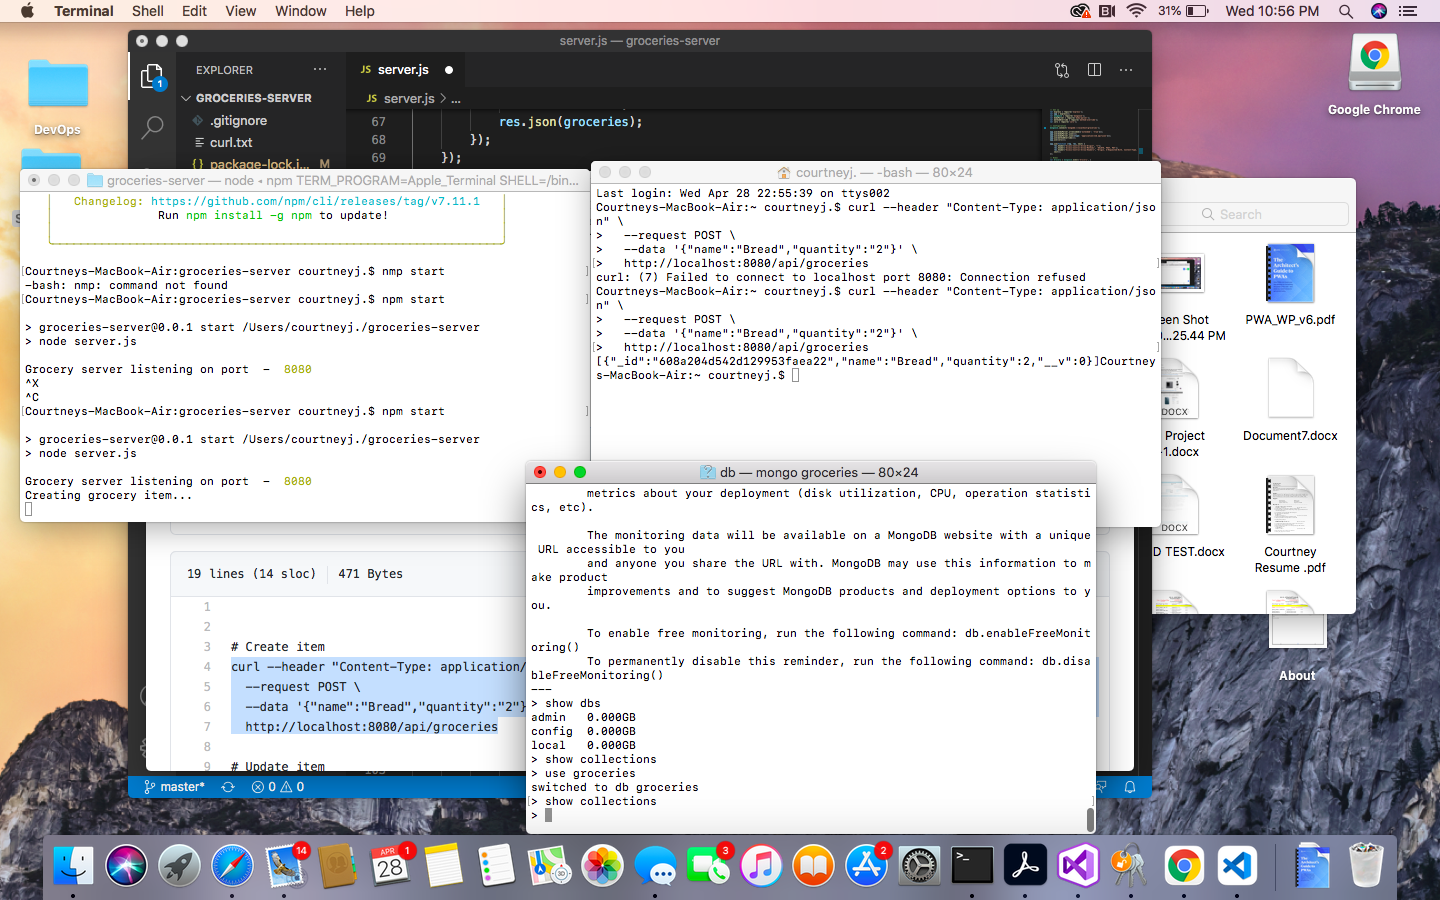 Terminal Shell Edit View Window Help
31% Wed 10:56 PM
server.js — groceries-server
EXPLORER
JS server.js
GROCERIES-SERVER
.gitignore
curl.txt
package-lock.j... M
JS server.js > ...
67 res.json(groceries);
68 });
69 });
DevOps
Google Chrome
groceries-server — node ◂ npm TERM_PROGRAM=Apple_Terminal SHELL=/bin...
Changelog: https://github.com/npm/cli/releases/tag/v7.11.1
Run npm install -g npm to update!
[Courtneys-MacBook-Air:groceries-server courtneyj.$ nmp start ]
-bash: nmp: command not found
[Courtneys-MacBook-Air:groceries-server courtneyj.$ npm start ]
> groceries-server@0.0.1 start /Users/courtneyj./groceries-server
> node server.js
Grocery server listening on port - 8080
^X
^C
[Courtneys-MacBook-Air:groceries-server courtneyj.$ npm start ]
> groceries-server@0.0.1 start /Users/courtneyj./groceries-server
> node server.js
Grocery server listening on port - 8080
Creating grocery item...
courtneyj. — -bash — 80×24
Last login: Wed Apr 28 22:55:39 on ttys002
Courtneys-MacBook-Air:~ courtneyj.$ curl --header "Content-Type: application/jso
n" \
> --request POST \
> --data '{"name":"Bread","quantity":"2"}' \
[> http://localhost:8080/api/groceries ]
curl: (7) Failed to connect to localhost port 8080: Connection refused
Courtneys-MacBook-Air:~ courtneyj.$ curl --header "Content-Type: application/jso
n" \
> --request POST \
> --data '{"name":"Bread","quantity":"2"}' \
[> http://localhost:8080/api/groceries ]
[{"_id":"608a204d542d129953faea22","name":"Bread","quantity":2,"__v":0}]Courtney
s-MacBook-Air:~ courtneyj.$
Search
The Architect's Guide to PWAs
een Shot
0...25.44 PM
PWA_WP_v6.pdf
DOCX
Project
-1.docx
Document7.docx
DOCX
D TEST.docx
Courtney
Resume .pdf
About
db — mongo groceries — 80×24
metrics about your deployment (disk utilization, CPU, operation statisti
cs, etc).
The monitoring data will be available on a MongoDB website with a unique
URL accessible to you
and anyone you share the URL with. MongoDB may use this information to m
ake product
improvements and to suggest MongoDB products and deployment options to y
ou.
To enable free monitoring, run the following command: db.enableFreeMonit
oring()
To permanently disable this reminder, run the following command: db.disa
bleFreeMonitoring()
---
> show dbs
admin 0.000GB
config 0.000GB
local 0.000GB
> show collections
> use groceries
switched to db groceries
[> show collections ]
>
19 lines (14 sloc) 471 Bytes
1
2
3 # Create item
4 curl --header "Content-Type: application/
5 --request POST \
6 --data '{"name":"Bread","quantity":"2"}
7 http://localhost:8080/api/groceries
8
9 # Update item
master* 0 0
14
APR 28 1
3
2